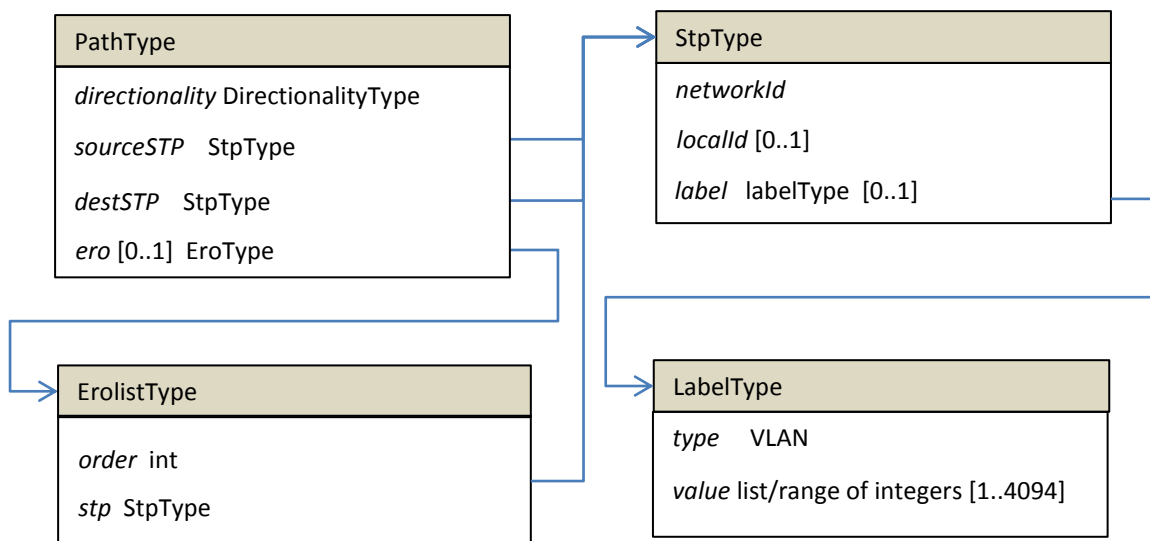 PathType
directionality DirectionalityType
sourceSTP StpType
destSTP StpType
ero [0..1] EroType
StpType
networkId
localId [0..1]
label labelType [0..1]
ErolistType
order int
stp StpType
LabelType
type VLAN
value list/range of integers [1..4094]